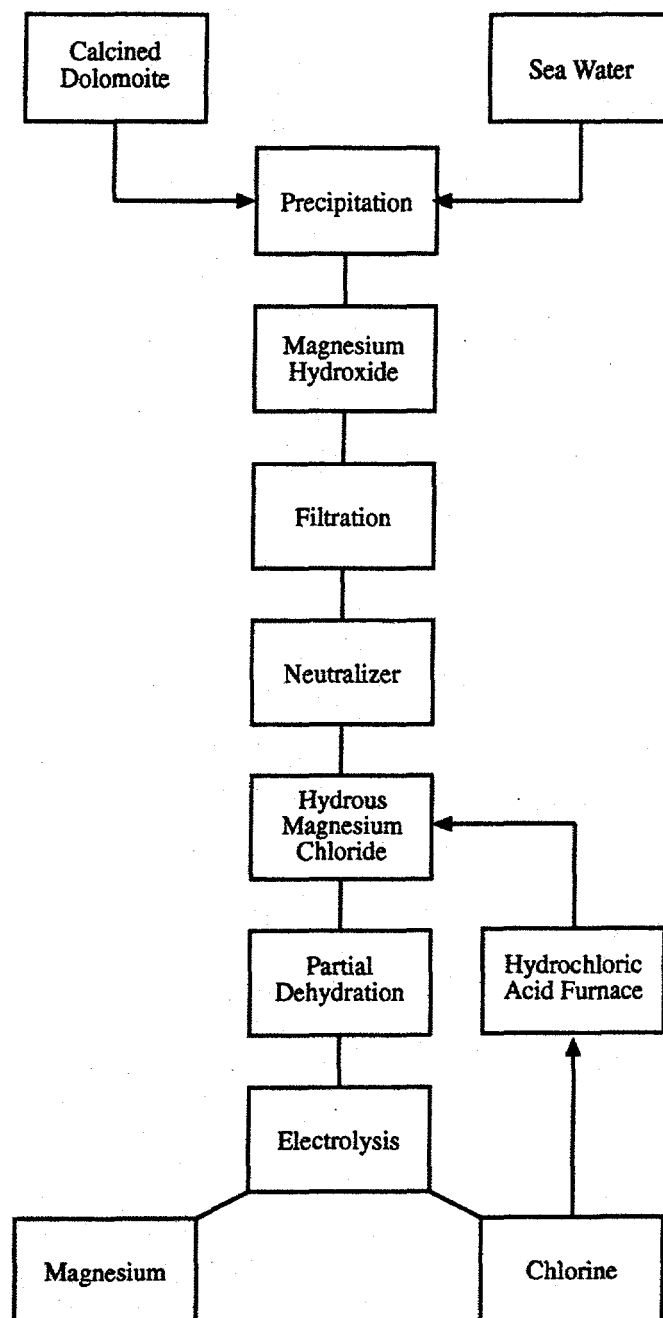 Calcined
Dolomoite
Sea Water
Precipitation
Magnesium
Hydroxide
Filtration
Neutralizer
Hydrous
Magnesium
Chloride
Partial
Dehydration
Hydrochloric
Acid Furnace
Electrolysis
Magnesium
Chlorine